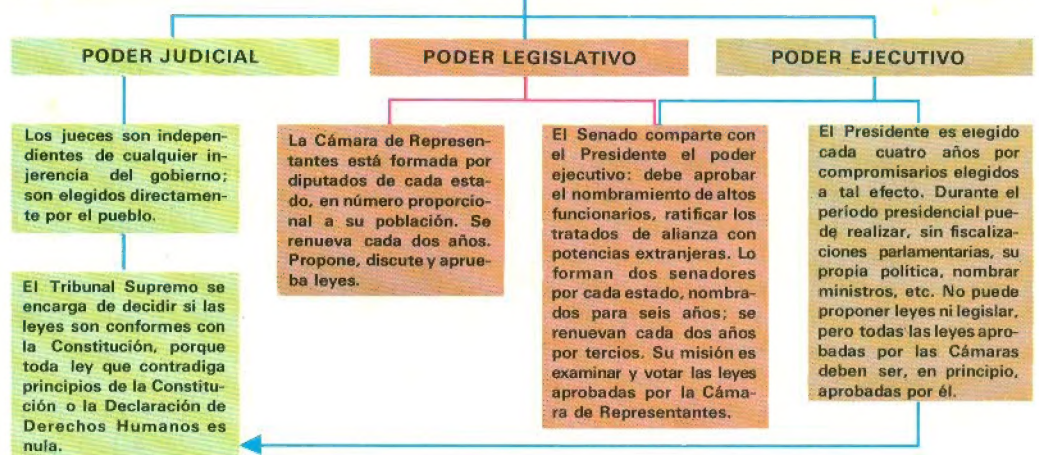 PODER JUDICIAL
Los jueces son indepen-
dientes de cualquier in-
jerencia del gobierno;
son elegidos directamen-
te por el pueblo.
El Tribunal Supremo se
encarga de decidir si las
leyes son conformes con
la Constitución, porque
toda ley que contradiga
principios de la Constitu-
ción o la Declaración de
Derechos Humanos es
nula.
PODER LEGISLATIVO
La Cámara de Represen-
tantes está formada por
diputados de cada esta-
do, en número proporcio-
nal a su población. Se
renueva cada dos años.
Propone, discute y aprue-
ba leyes.
El Senado comparte con
el Presidente el poder
ejecutivo: debe aprobar
el nombramiento de altos
funcionarios, ratificar los
tratados de alianza con
potencias extranjeras. Lo
forman dos senadores
por cada estado, nombra-
dos para seis años; se
renuevan cada dos años
por tercios. Su misión es
examinar y votar las leyes
aprobadas por la Cáma-
ra de Representantes.
PODER EJECUTIVO
El Presidente es elegido
cada cuatro años por
compromisarios elegidos
a tal efecto. Durante el
período presidencial pue-
de realizar, sin fiscaliza-
ciones parlamentarias, su
propia política, nombrar
ministros, etc. No puede
proponer leyes ni legislar,
pero todas las leyes apro-
badas por las Cámaras
deben ser, en principio,
aprobadas por él.